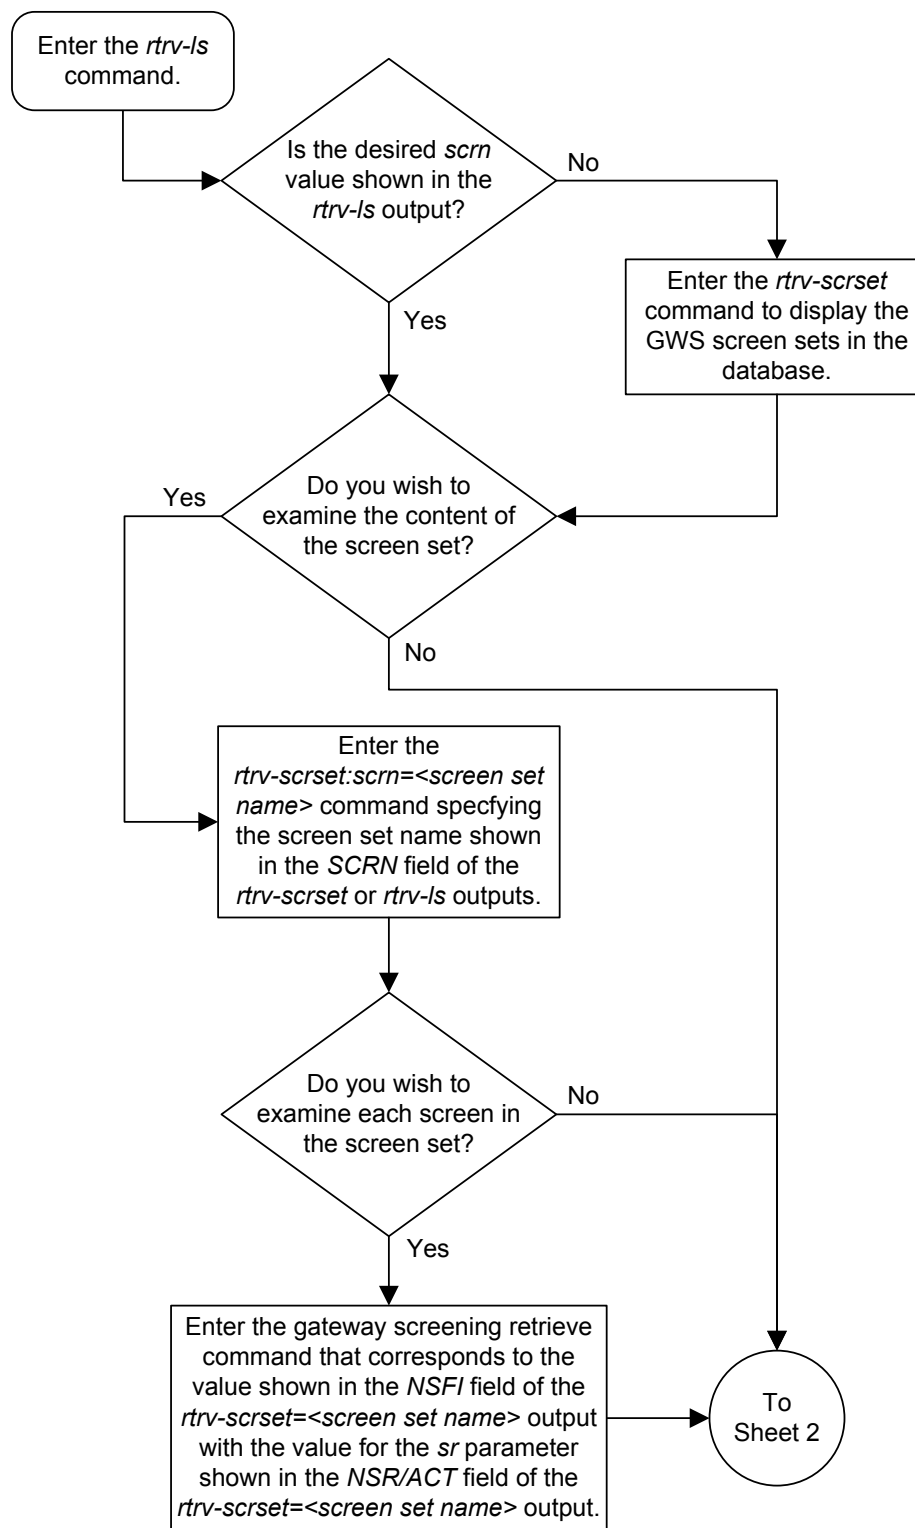 Enter the rtrv-ls
command.
Is the desired scrn
value shown in the
rtrv-ls output?
No
Yes
Enter the rtrv-scrset
command to display the
GWS screen sets in the
database.
Do you wish to
examine the content of
the screen set?
Yes
No
Enter the
rtrv-scrset:scrn=<screen set
name> command specfying
the screen set name shown
in the SCRN field of the
rtrv-scrset or rtrv-ls outputs.
Do you wish to
examine each screen in
the screen set?
No
Yes
Enter the gateway screening retrieve
command that corresponds to the
value shown in the NSFI field of the
rtrv-scrset=<screen set name> output
with the value for the sr parameter
shown in the NSR/ACT field of the
rtrv-scrset=<screen set name> output.
To
Sheet 2